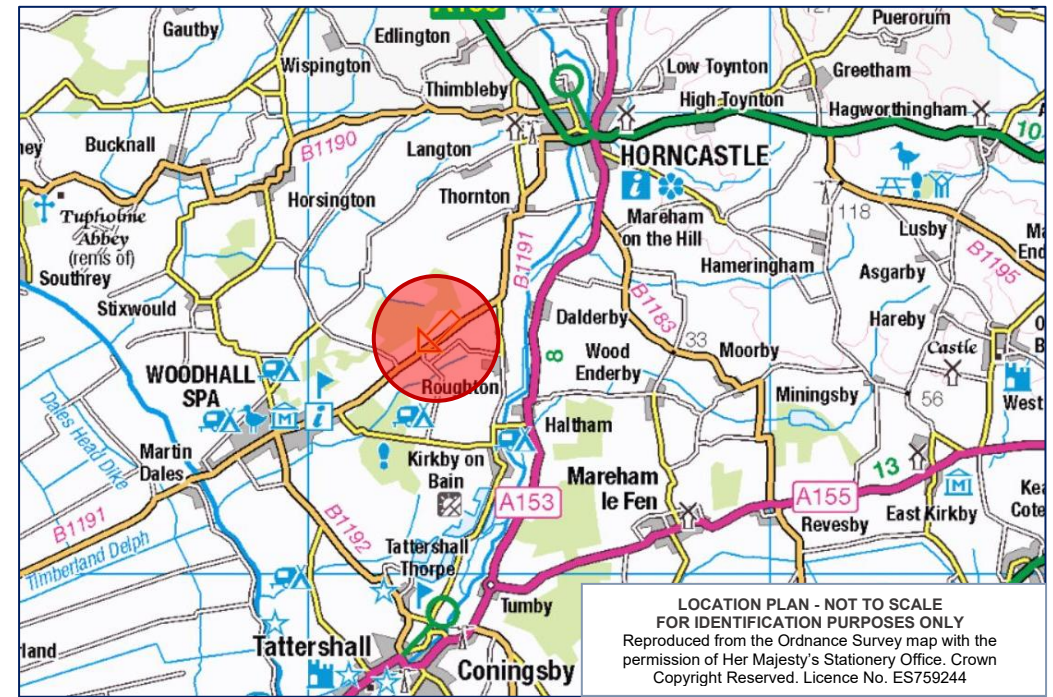 Gautby
Edlington
Puerorum
Wispington
Low Toynton
Greetham
Thimbleby
High Toynton
Hagworthingham
10
ney
Bucknall
B1190
Langton
HORNCASTLE
Horsington
Thornton
i
Tupholme
Abbey
(rems of)
Mareham
on the Hill
118
Lusby
Southrey
B1191
Hameringham
Asgarby
B1195
Stixwould
B1183
Dalderby
33
Hareby
8
Wood
Enderby
Moorby
Castle
WOODHALL
SPA
Roughton
Miningsby
56
West
M
i
Dales Head Dike
Martin
Dales
Haltham
Kirkby on
Bain
Mareham
le Fen
13
M
B1191
B1192
A153
A155
Revesby
East Kirkby
Timberland Delph
Tattershall
Thorpe
Tumby
Tattershall
Coningsby
LOCATION PLAN - NOT TO SCALE
FOR IDENTIFICATION PURPOSES ONLY
Reproduced from the Ordnance Survey map with the
permission of Her Majesty’s Stationery Office. Crown
Copyright Reserved. Licence No. ES759244